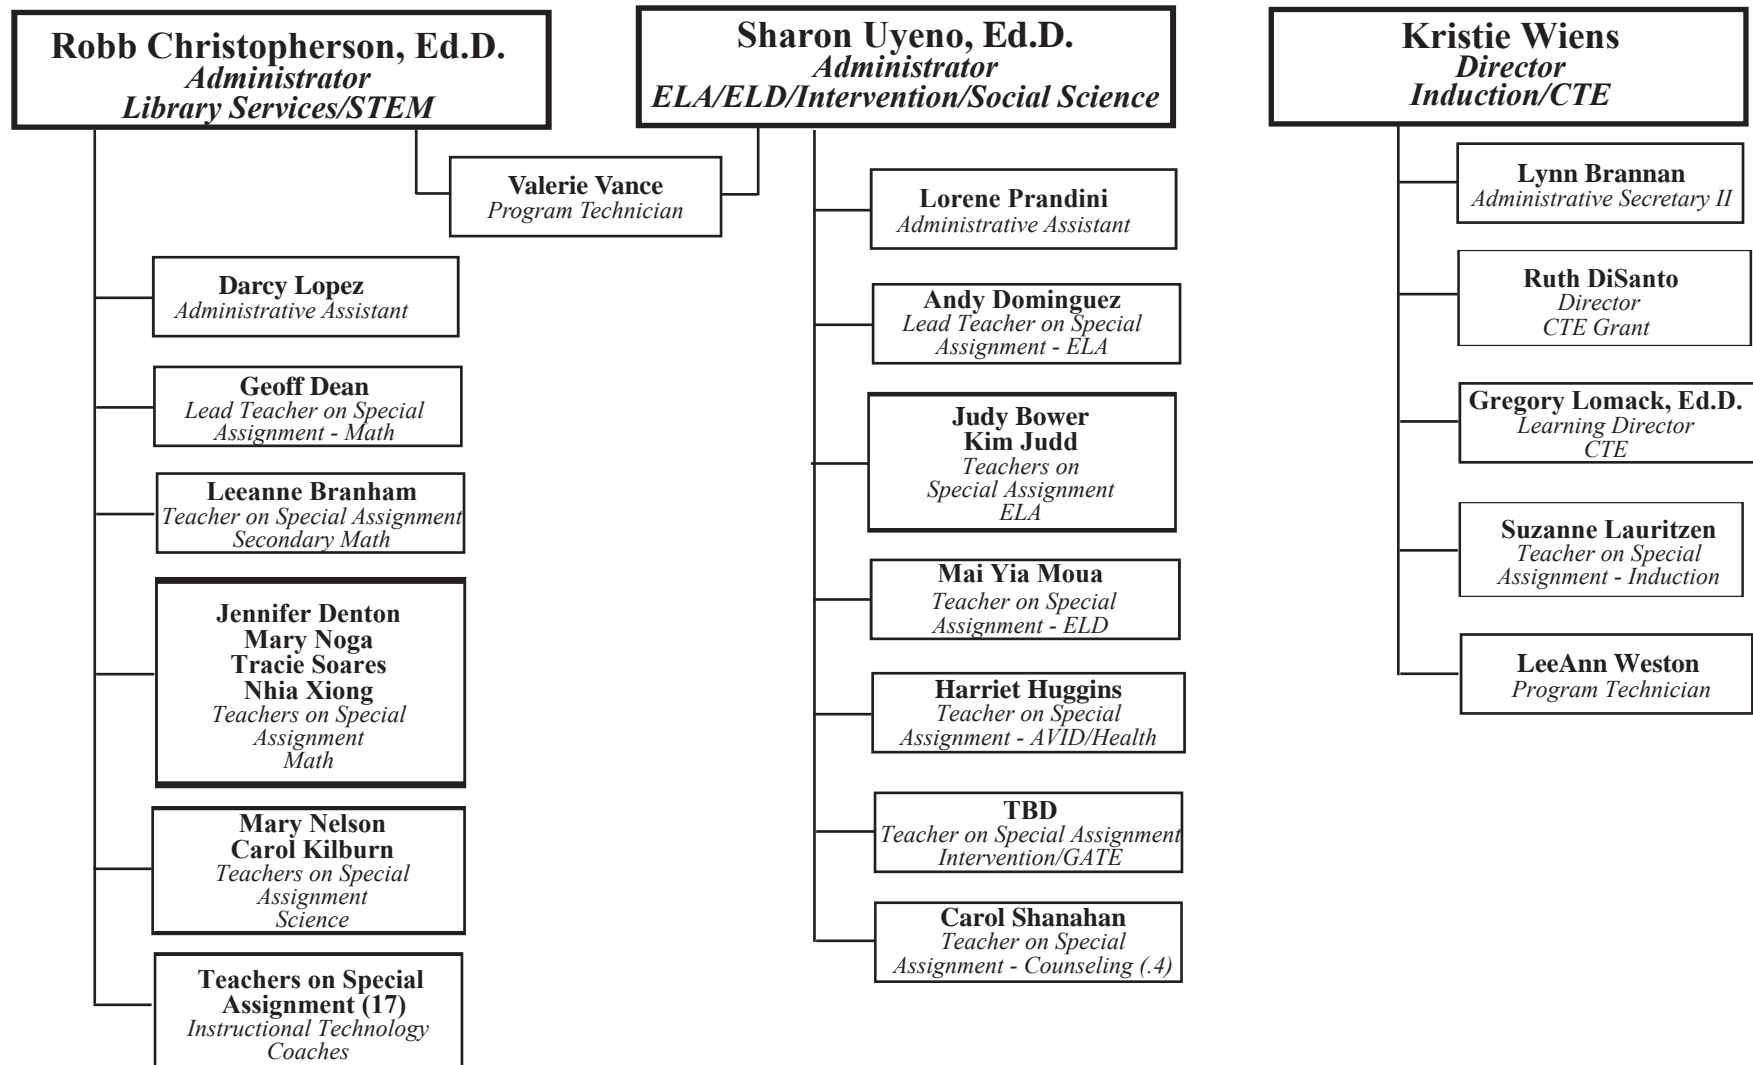 Robb Christopherson, Ed.D.
Administrator
Library Services/STEM
Sharon Uyeno, Ed.D.
Administrator
ELA/ELD/Intervention/Social Science
Kristie Wiens
Director
Induction/CTE
Valerie Vance
Program Technician
Darcy Lopez
Administrative Assistant
Geoff Dean
Lead Teacher on Special
Assignment - Math
Leeanne Branham
Teacher on Special Assignment
Secondary Math
Jennifer Denton
Mary Noga
Tracie Soares
Nhia Xiong
Teachers on Special
Assignment
Math
Mary Nelson
Carol Kilburn
Teachers on Special
Assignment
Science
Teachers on Special
Assignment (17)
Instructional Technology
Coaches
Lorene Prandini
Administrative Assistant
Andy Dominguez
Lead Teacher on Special
Assignment - ELA
Judy Bower
Kim Judd
Teachers on
Special Assignment
ELA
Mai Yia Moua
Teacher on Special
Assignment - ELD
Harriet Huggins
Teacher on Special
Assignment - AVID/Health
TBD
Teacher on Special Assignment
Intervention/GATE
Carol Shanahan
Teacher on Special
Assignment - Counseling (.4)
Lynn Brannan
Administrative Secretary II
Ruth DiSanto
Director
CTE Grant
Gregory Lomack, Ed.D.
Learning Director
CTE
Suzanne Lauritzen
Teacher on Special
Assignment - Induction
LeeAnn Weston
Program Technician